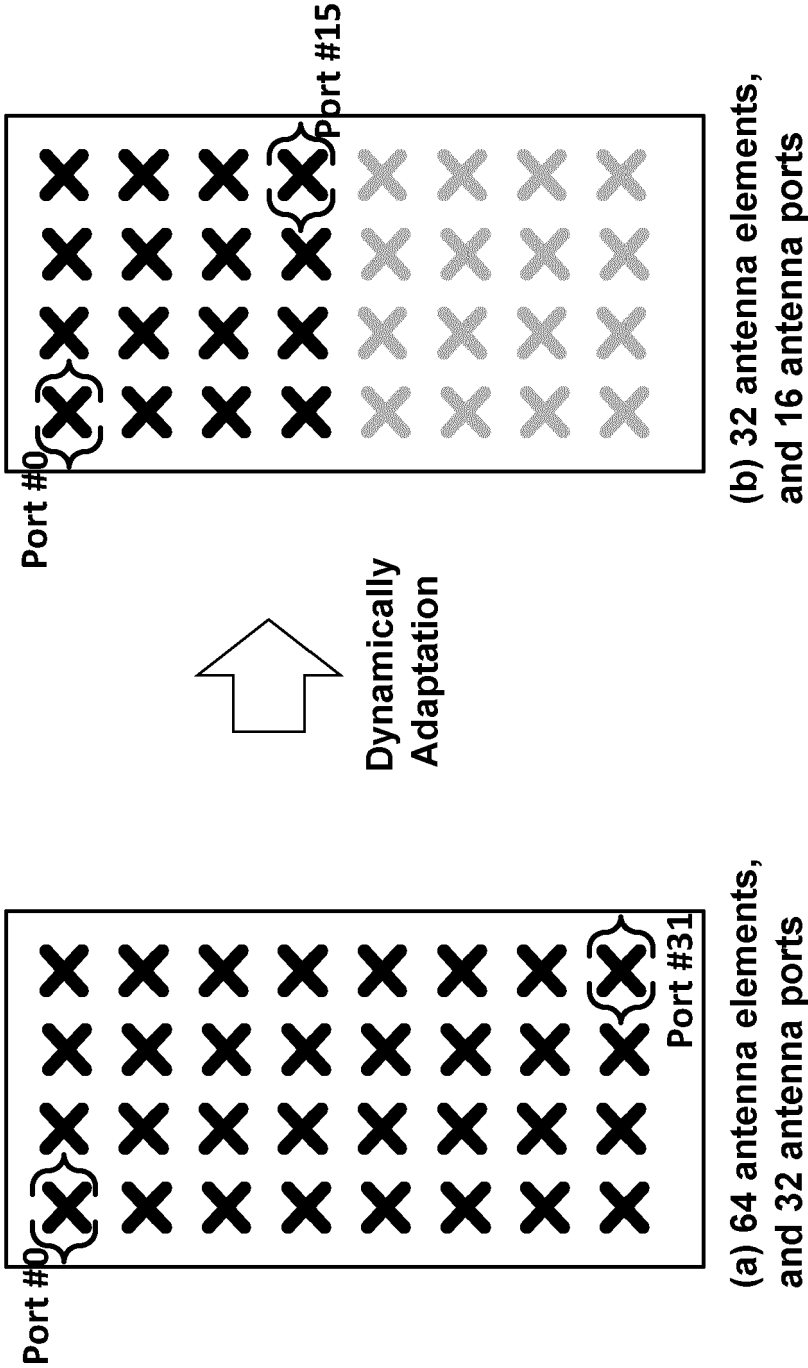 Port #0
Port #31
(a) 64 antenna elements,
and 32 antenna ports
Dynamically
Adaptation
Port #0
Port #15
(b) 32 antenna elements,
and 16 antenna ports